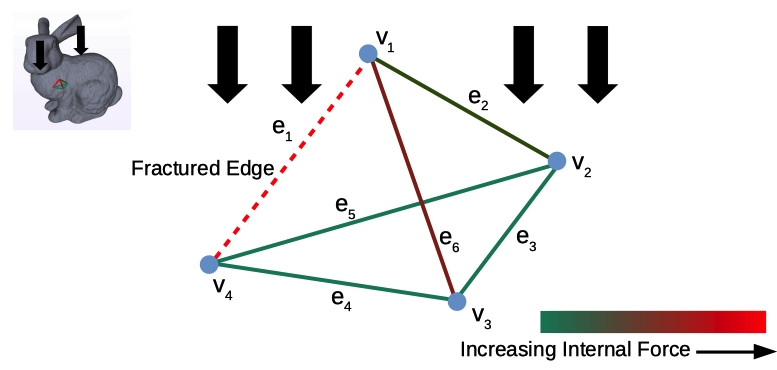 v1
e2
e1
Fractured Edge
v2
e5
e6
e3
v4
e4
v3
Increasing Internal Force